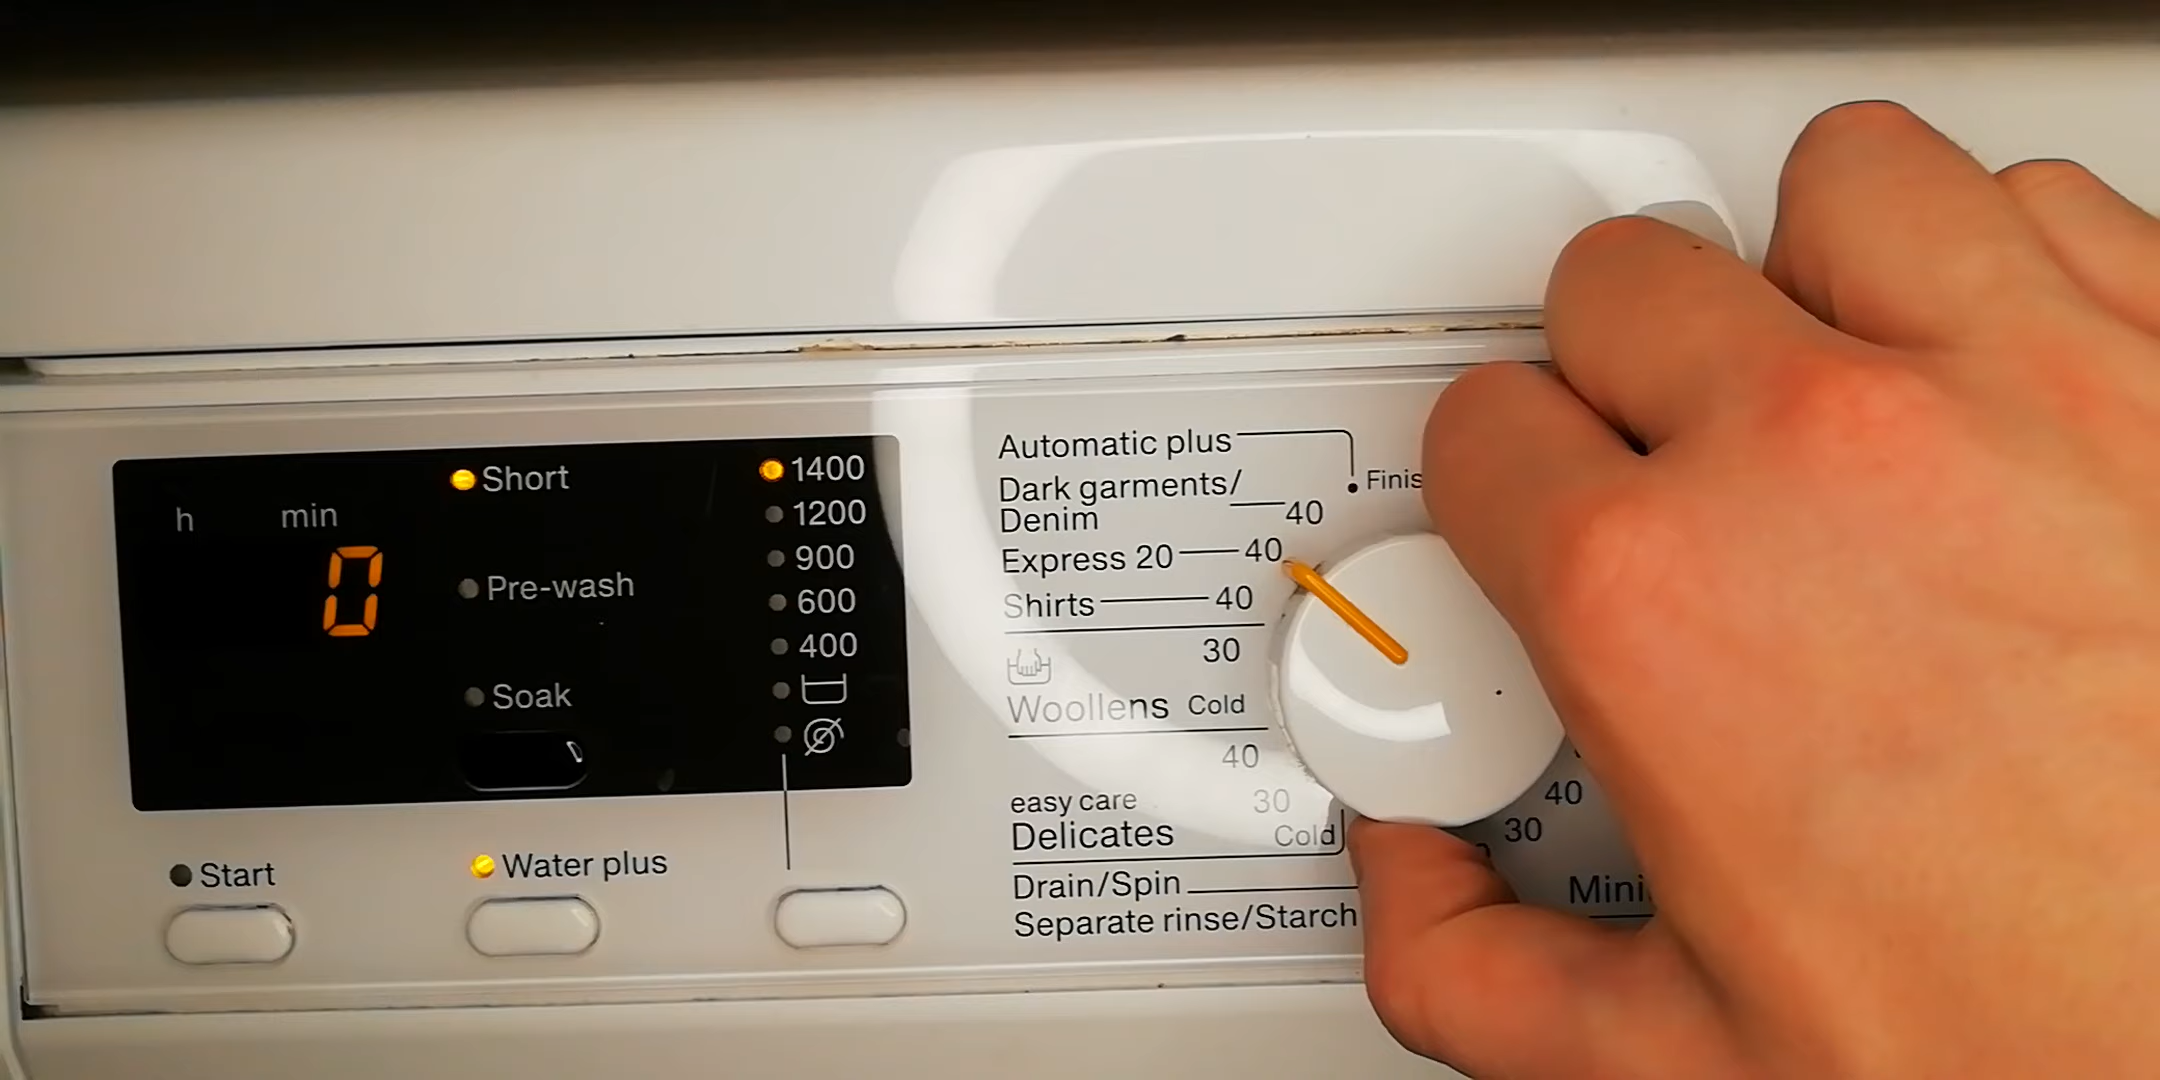 Short
h min
0
Pre-wash
Soak
1400
1200
900
600
400
Start
Water plus
Automatic plus
Dark garments/
Denim 40
Express 20 40
Shirts 40
30
Woollens Cold
40
easy care 30
Delicates Cold
Drain/Spin
Separate rinse/Starch
40
30